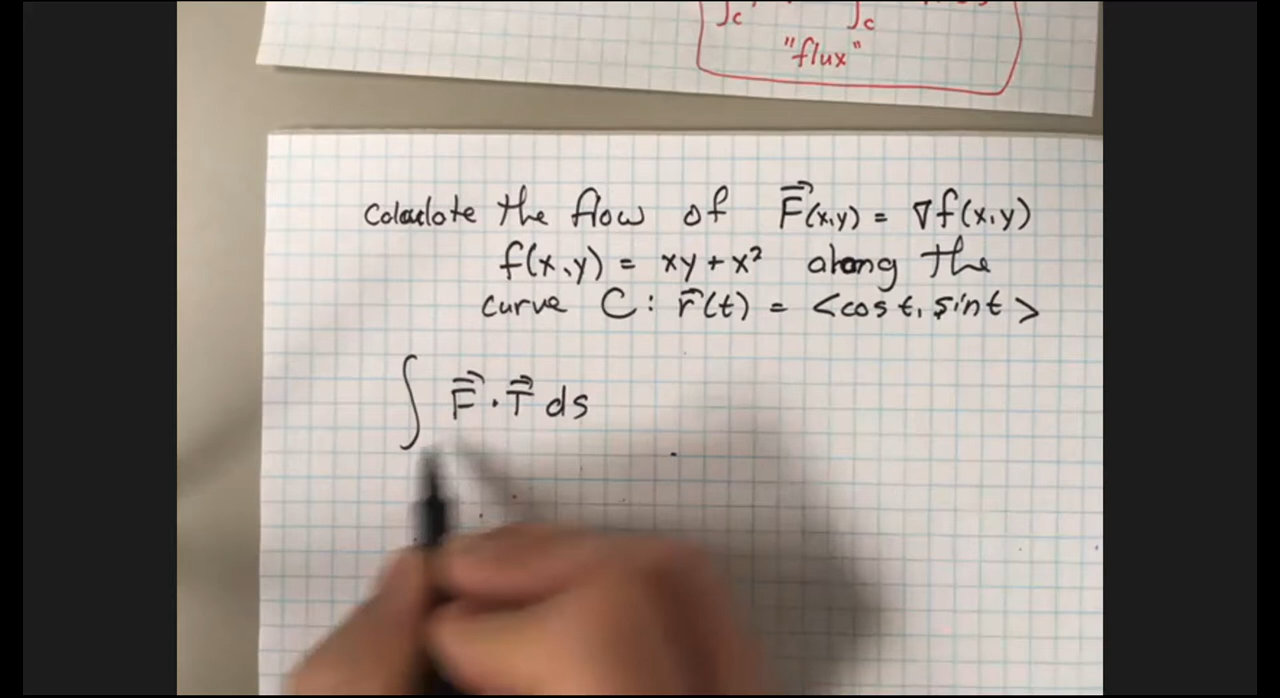 "flux"
Calculate the flow of F⃗(x,y) = ∇f(x,y)
f(x,y) = xy + x² along the
curve C: r⃗(t) = <cos t, sin t>
∫ F⃗ · T⃗ ds